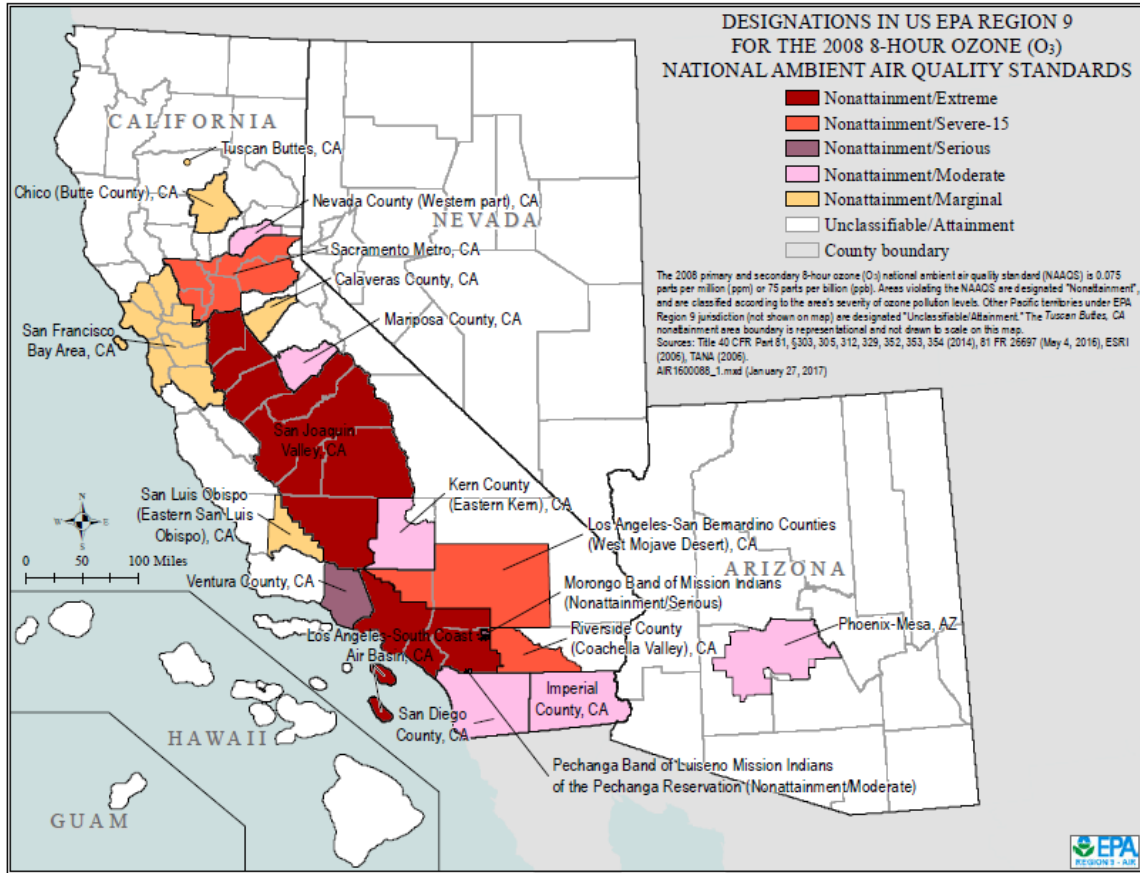 DESIGNATIONS IN US EPA REGION 9
FOR THE 2008 8-HOUR OZONE (O₃)
NATIONAL AMBIENT AIR QUALITY STANDARDS
Nonattainment/Extreme
Nonattainment/Severe-15
Nonattainment/Serious
Nonattainment/Moderate
Nonattainment/Marginal
Unclassifiable/Attainment
County boundary
The 2008 primary and secondary 8-hour ozone (O₃) national ambient air quality standard (NAAQS) is 0.075
parts per million (ppm) or 75 parts per billion (ppb). Areas violating the NAAQS are designated "Nonattainment",
and are classified according to the area's severity of ozone pollution levels. Other Pacific territories under EPA
Region 9 jurisdiction (not shown on map) are designated "Unclassifiable/Attainment." The Tuscan Buttes, CA
nonattainment area boundary is representational and not drawn to scale on this map.
Sources: Title 40 CFR Part 81, §303, 305, 312, 329, 352, 353, 354 (2014), 81 FR 26697 (May 4, 2016), ESRI
(2006), TANA (2006).
AIR1600088_1.mxd (January 27, 2017)
CALIFORNIA
Tuscan Buttes, CA
Chico (Butte County), CA
Nevada County (Western part), CA
NEVADA
Sacramento Metro, CA
Calaveras County, CA
San Francisco
Bay Area, CA
Mariposa County, CA
San Joaquin
Valley, CA
Kern County
(Eastern Kern), CA
San Luis Obispo
(Eastern San Luis
Obispo), CA
N
W
E
S
0 50 100 Miles
Los Angeles-San Bernardino Counties
(West Mojave Desert), CA
ARIZONA
Ventura County, CA
Morongo Band of Mission Indians
(Nonattainment/Serious)
Los Angeles-South Coast
Air Basin, CA
Riverside County
(Coachella Valley), CA
Phoenix-Mesa, AZ
Imperial
County, CA
San Diego
County, CA
HAWAII
Pechanga Band of Luiseno Mission Indians
of the Pechanga Reservation (Nonattainment/Moderate)
GUAM
EPA
REGION 9 - AIR